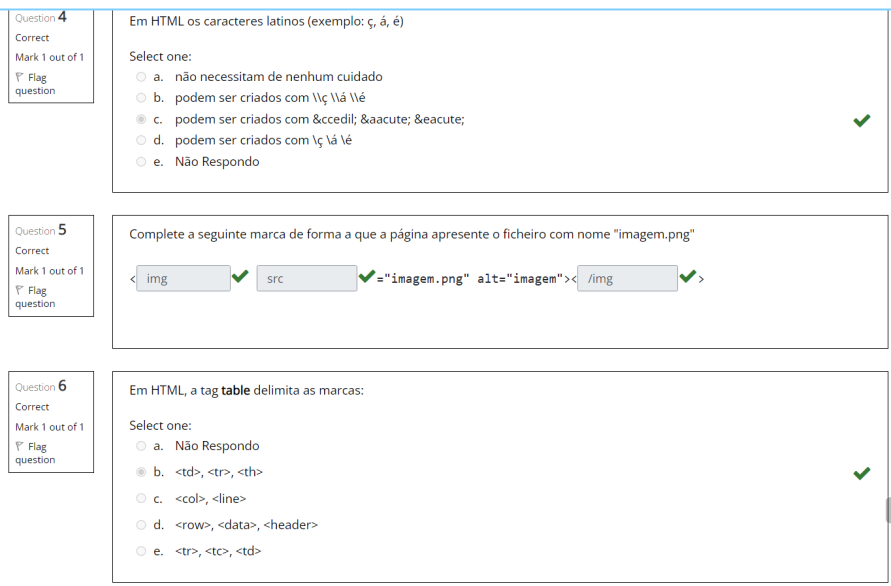 Question 4
Correct
Mark 1 out of 1
Flag
question
Em HTML os caracteres latinos (exemplo: ç, á, é)
Select one:
a. não necessitam de nenhum cuidado
b. podem ser criados com \\ç \\á \\é
c. podem ser criados com &ccedil; &aacute; &eacute;
d. podem ser criados com \ç \á \é
e. Não Respondo
Question 5
Correct
Mark 1 out of 1
Flag
question
Complete a seguinte marca de forma a que a página apresente o ficheiro com nome "imagem.png"
< img src ="imagem.png" alt="imagem">< /img >
Question 6
Correct
Mark 1 out of 1
Flag
question
Em HTML, a tag table delimita as marcas:
Select one:
a. Não Respondo
b. <td>, <tr>, <th>
c. <col>, <line>
d. <row>, <data>, <header>
e. <tr>, <tc>, <td>